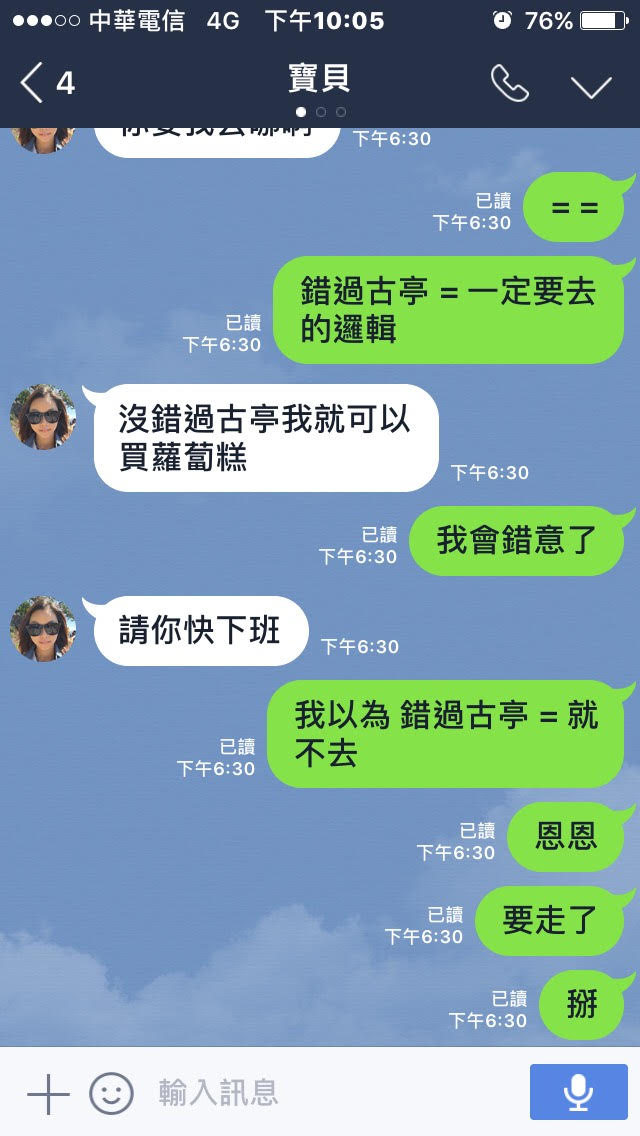 中華電信 4G 下午10:05 76%
4 寶貝
下午6:30
已讀
下午6:30
= =
錯過古亭 = 一定要去
的邏輯
已讀
下午6:30
沒錯過古亭我就可以
買蘿蔔糕
下午6:30
已讀
下午6:30
我會錯意了
請你快下班
下午6:30
我以為 錯過古亭 = 就
不去
已讀
下午6:30
已讀
下午6:30
恩恩
已讀
下午6:30
要走了
已讀
下午6:30
掰
輸入訊息